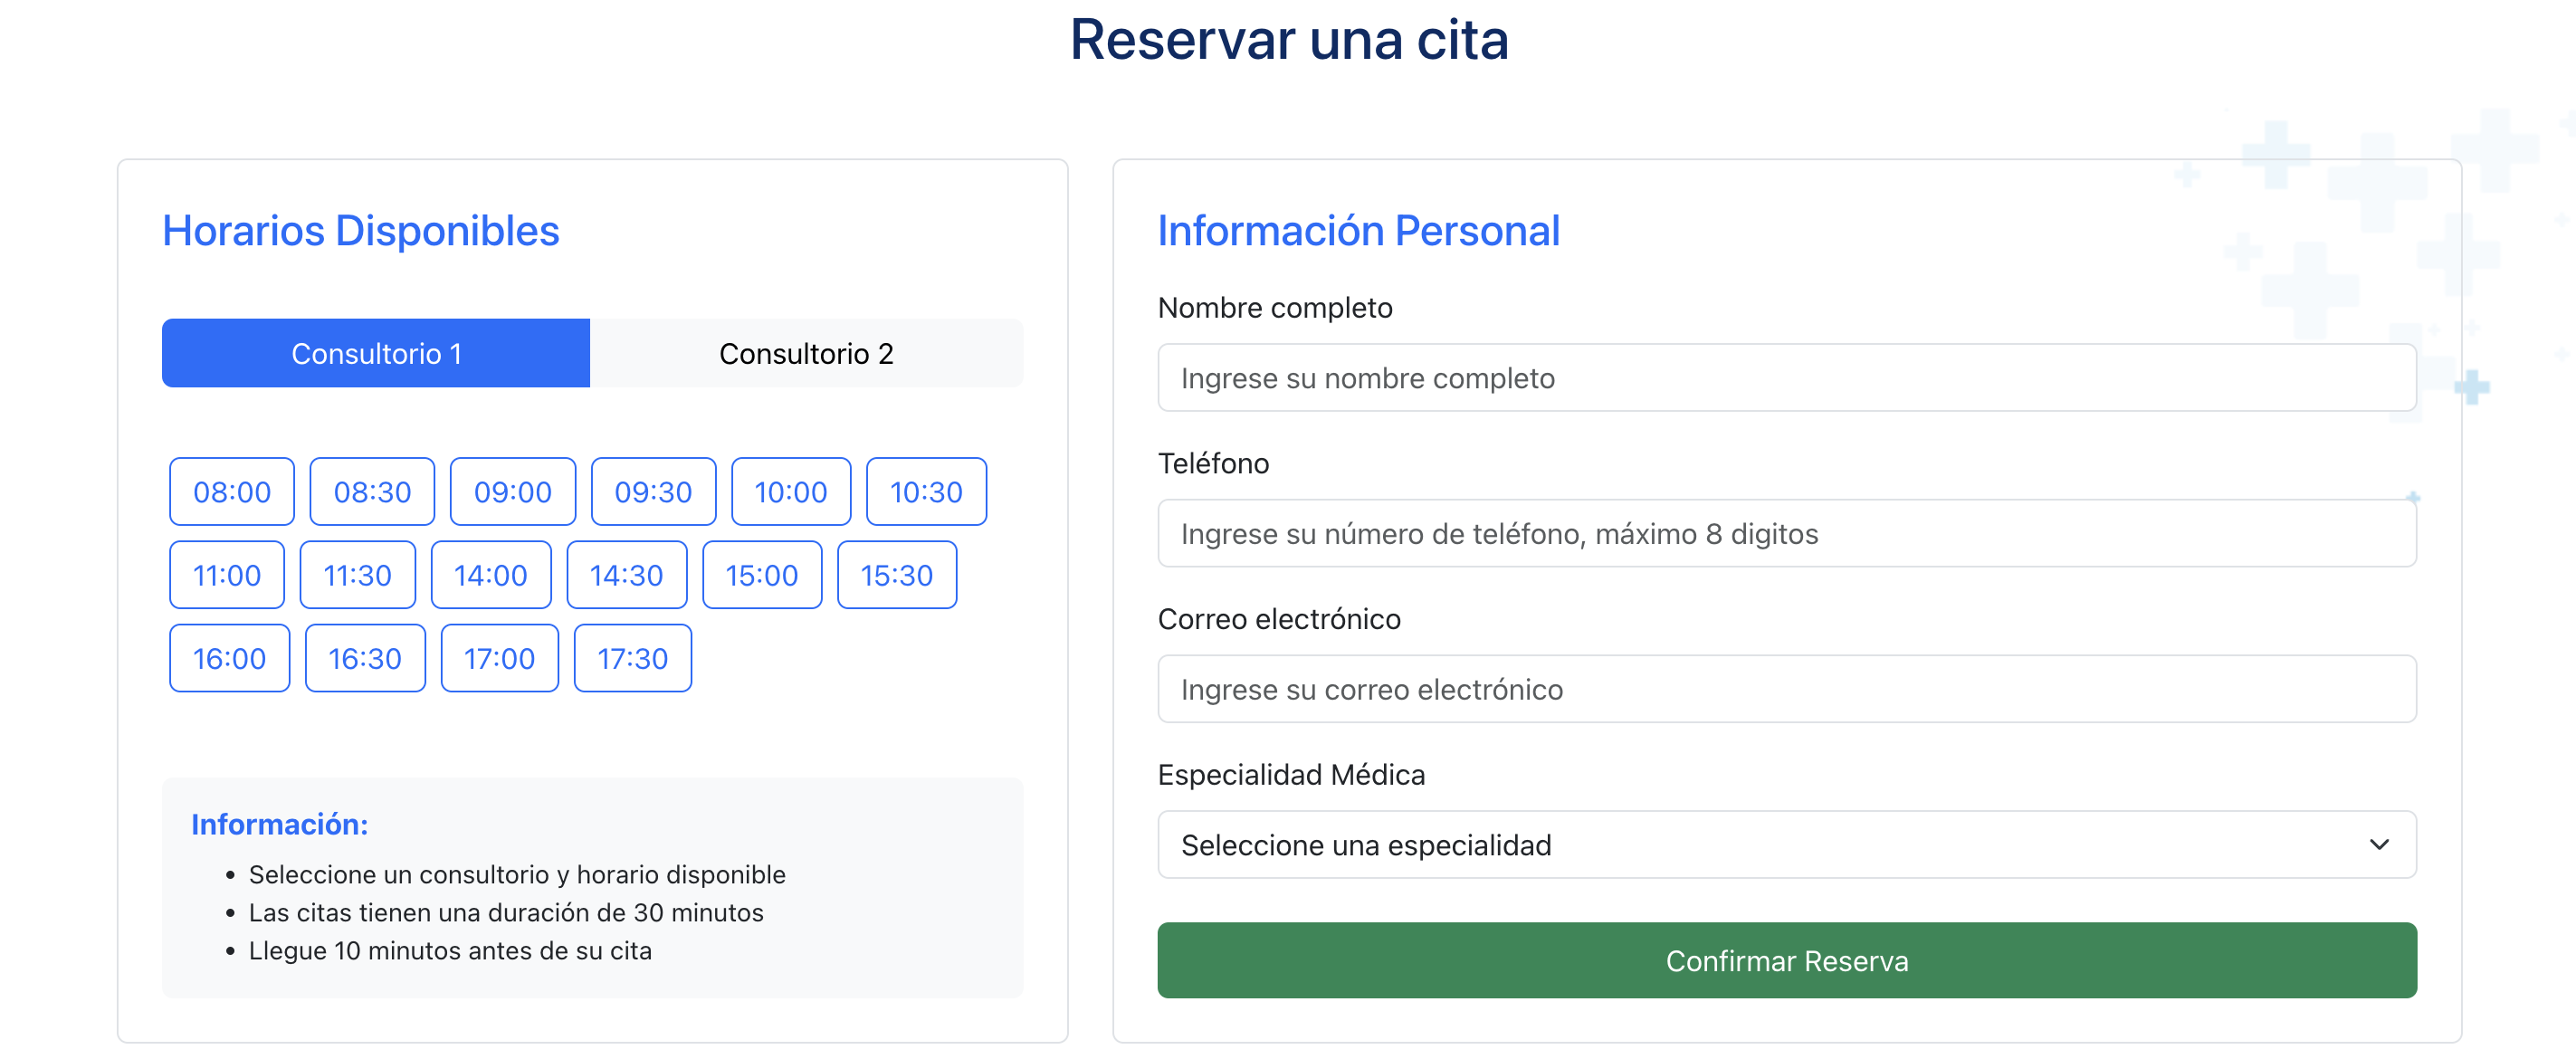 Reservar una cita
Horarios Disponibles
Consultorio 1
Consultorio 2
08:00
08:30
09:00
09:30
10:00
10:30
11:00
11:30
14:00
14:30
15:00
15:30
16:00
16:30
17:00
17:30
Información:
Seleccione un consultorio y horario disponible
Las citas tienen una duración de 30 minutos
Llegue 10 minutos antes de su cita
Información Personal
Nombre completo
Ingrese su nombre completo
Teléfono
Ingrese su número de teléfono, máximo 8 digitos
Correo electrónico
Ingrese su correo electrónico
Especialidad Médica
Seleccione una especialidad
Confirmar Reserva